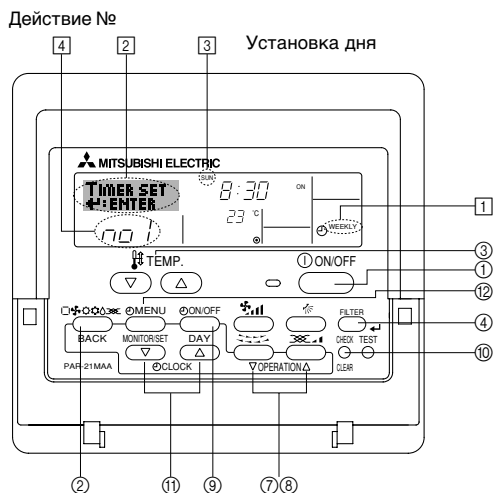 Действие №
4 2 3 Установка дня
MITSUBISHI ELECTRIC
SUN
TIMER SET
↵:ENTER
8:30 ON
no 1
23 °C
WEEKLY
1
TEMP.
ON/OFF
③
①
⑫
MENU ON/OFF FILTER
④
BACK MONITOR/SET DAY CHECK TEST
⑩
PAR-21MAA CLOCK ▽OPERATION△ CLEAR
② ⑪ ⑨ ⑦⑧